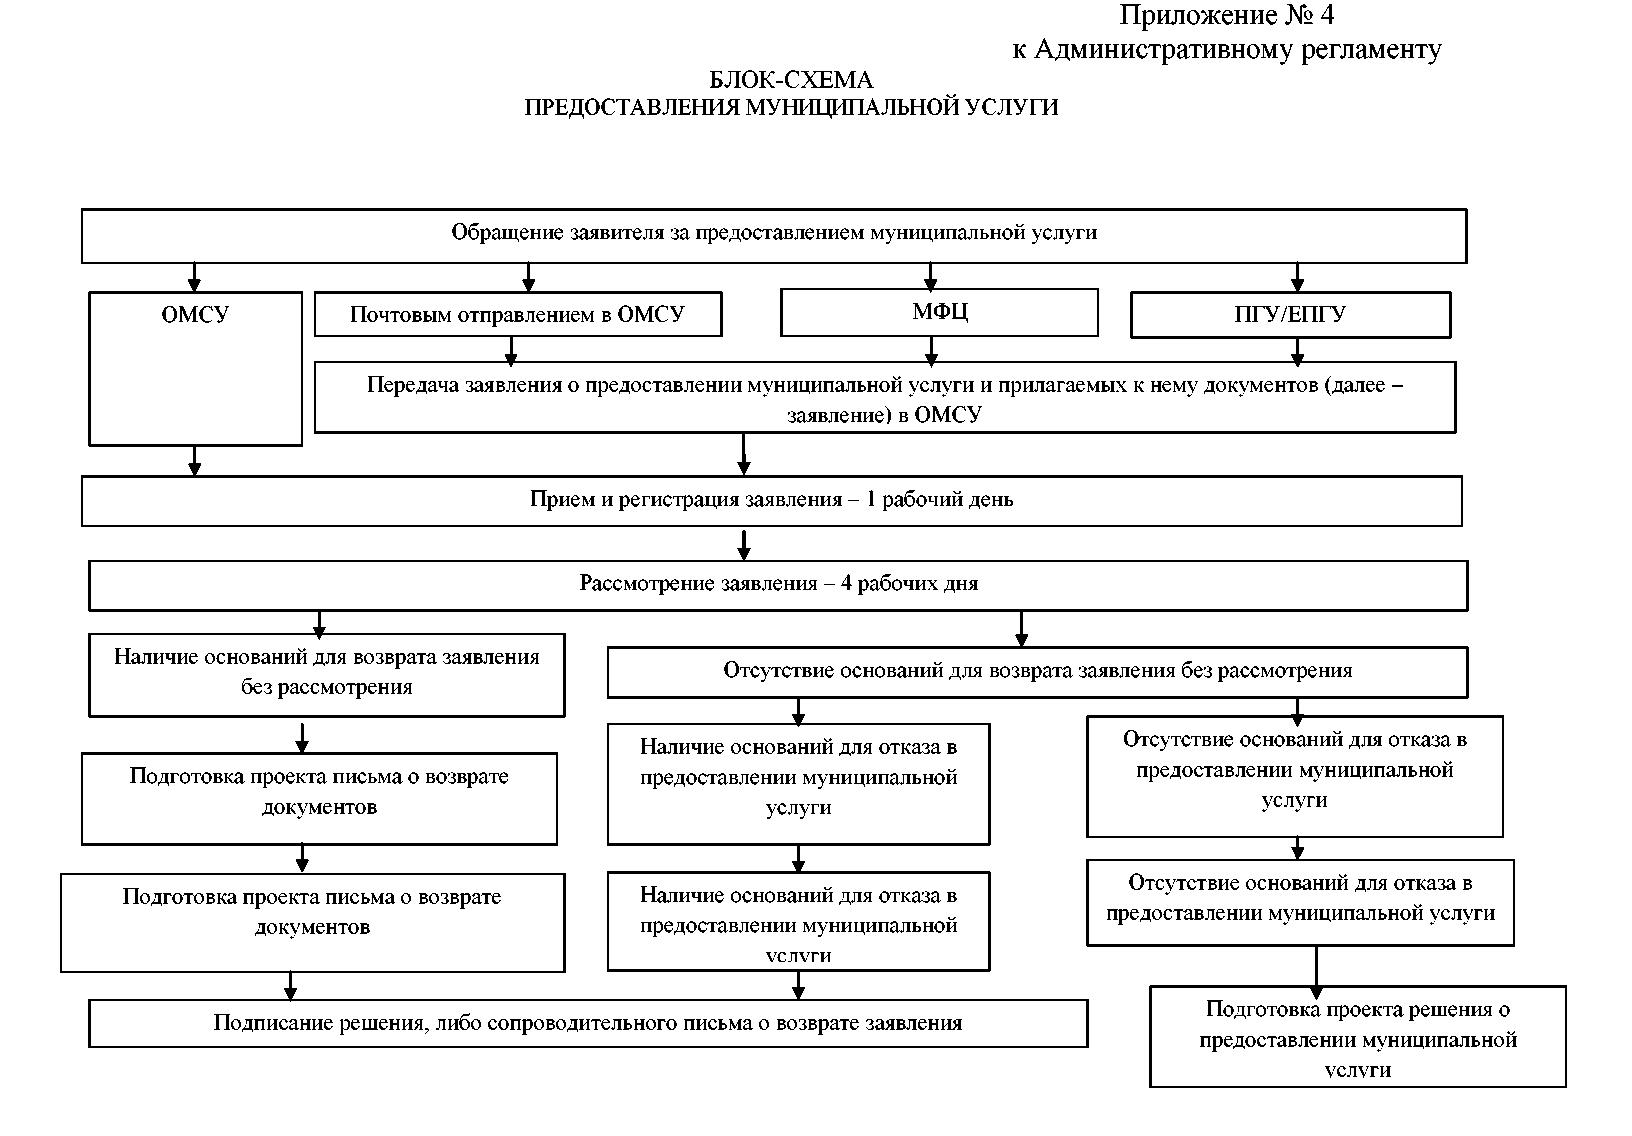 Приложение № 4
к Административному регламенту
БЛОК-СХЕМА
ПРЕДОСТАВЛЕНИЯ МУНИЦИПАЛЬНОЙ УСЛУГИ
Обращение заявителя за предоставлением муниципальной услуги
ОМСУ
Почтовым отправлением в ОМСУ
МФЦ
ПГУ/ЕПГУ
Передача заявления о предоставлении муниципальной услуги и прилагаемых к нему документов (далее –
заявление) в ОМСУ
Прием и регистрация заявления – 1 рабочий день
Рассмотрение заявления – 4 рабочих дня
Наличие оснований для возврата заявления
без рассмотрения
Отсутствие оснований для возврата заявления без рассмотрения
Подготовка проекта письма о возврате
документов
Наличие оснований для отказа в
предоставлении муниципальной
услуги
Отсутствие оснований для отказа в
предоставлении муниципальной
услуги
Подготовка проекта письма о возврате
документов
Наличие оснований для отказа в
предоставлении муниципальной
услуги
Отсутствие оснований для отказа в
предоставлении муниципальной услуги
Подписание решения, либо сопроводительного письма о возврате заявления
Подготовка проекта решения о
предоставлении муниципальной
услуги